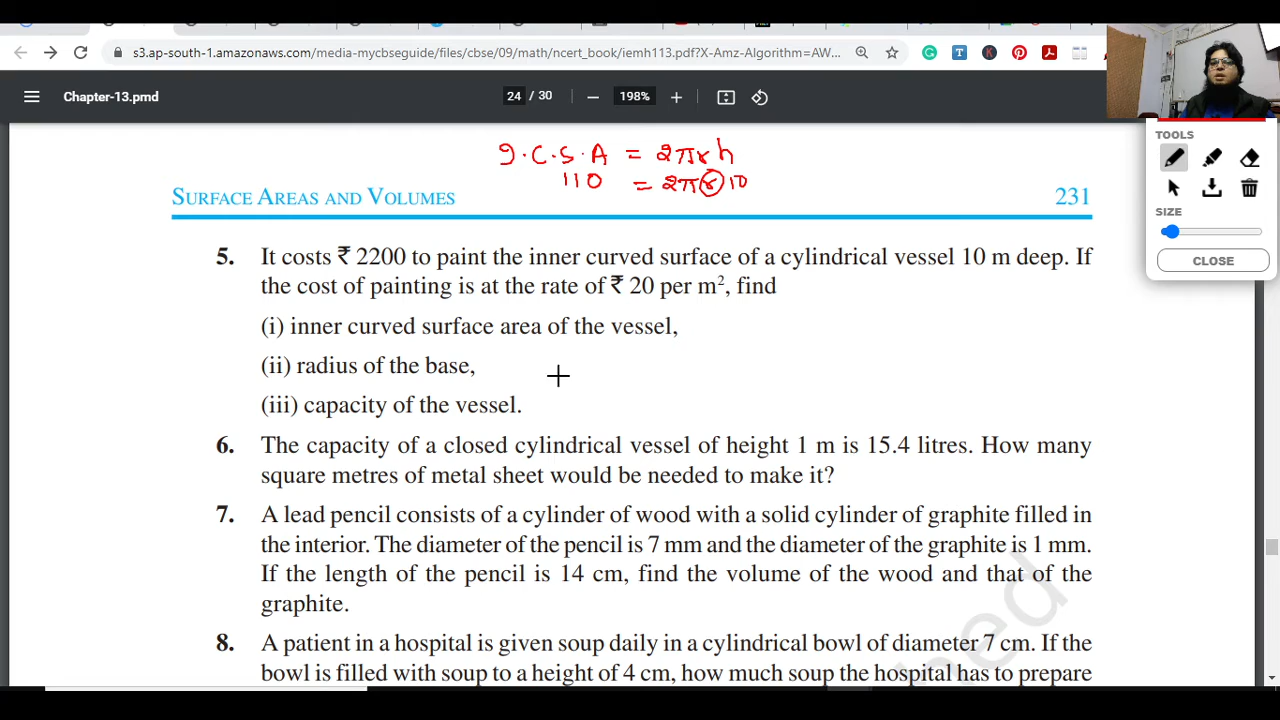 s3.ap-south-1.amazonaws.com/media-mycbseguide/files/cbse/09/math/ncert_book/iemh113.pdf?X-Amz-Algorithm=AW...
Chapter-13.pmd
24 / 30
198%
TOOLS
SIZE
CLOSE
I.C.S.A = 2πrh
110 = 2πr10
SURFACE AREAS AND VOLUMES 231
5. It costs ₹ 2200 to paint the inner curved surface of a cylindrical vessel 10 m deep. If
the cost of painting is at the rate of ₹ 20 per m², find
(i) inner curved surface area of the vessel,
(ii) radius of the base,
(iii) capacity of the vessel.
6. The capacity of a closed cylindrical vessel of height 1 m is 15.4 litres. How many
square metres of metal sheet would be needed to make it?
7. A lead pencil consists of a cylinder of wood with a solid cylinder of graphite filled in
the interior. The diameter of the pencil is 7 mm and the diameter of the graphite is 1 mm.
If the length of the pencil is 14 cm, find the volume of the wood and that of the
graphite.
8. A patient in a hospital is given soup daily in a cylindrical bowl of diameter 7 cm. If the
bowl is filled with soup to a height of 4 cm, how much soup the hospital has to prepare